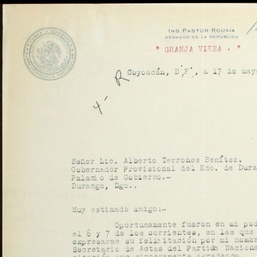 ING PASTOR ROUAIX
SENADOR DE LA REPUBLICA
"GRANJA VIENA."
Coyoacán, D.F., a 17 de mayo
Señor Lic. Alberto Terrones Benítez.
Gobernador Provisional del Edo. de Dura
Palacio de Gobierno.-
Durango, Dgo..
Muy estimado amigo:
Oportunamente fueron en mi pod
el 6 y 7 de los corrientes, en las que
expresarme su felicitación por mi nomb
Secretario de Actas del Partido Nacion